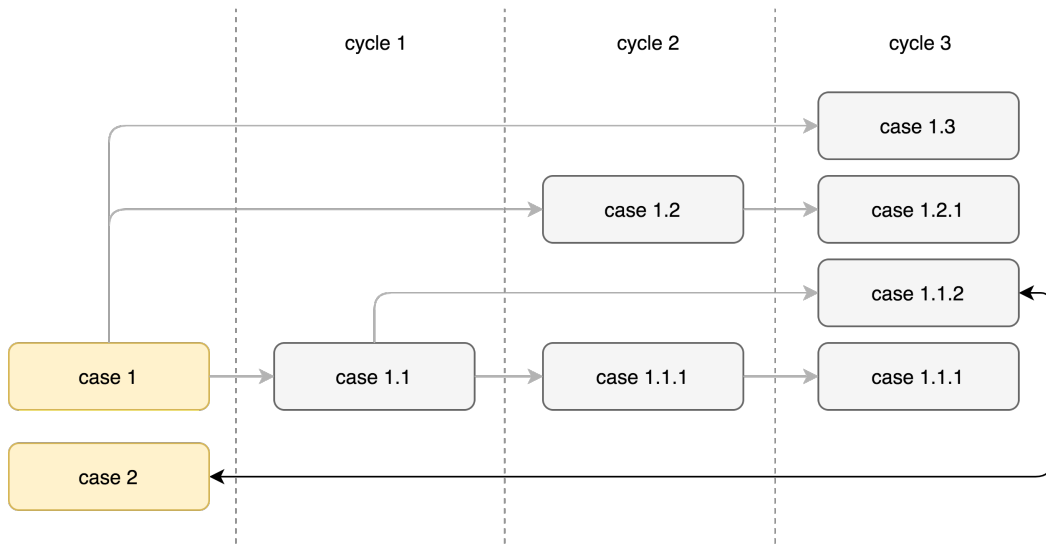 cycle 1
cycle 2
cycle 3
case 1.3
case 1.2
case 1.2.1
case 1.1.2
case 1
case 1.1
case 1.1.1
case 1.1.1
case 2